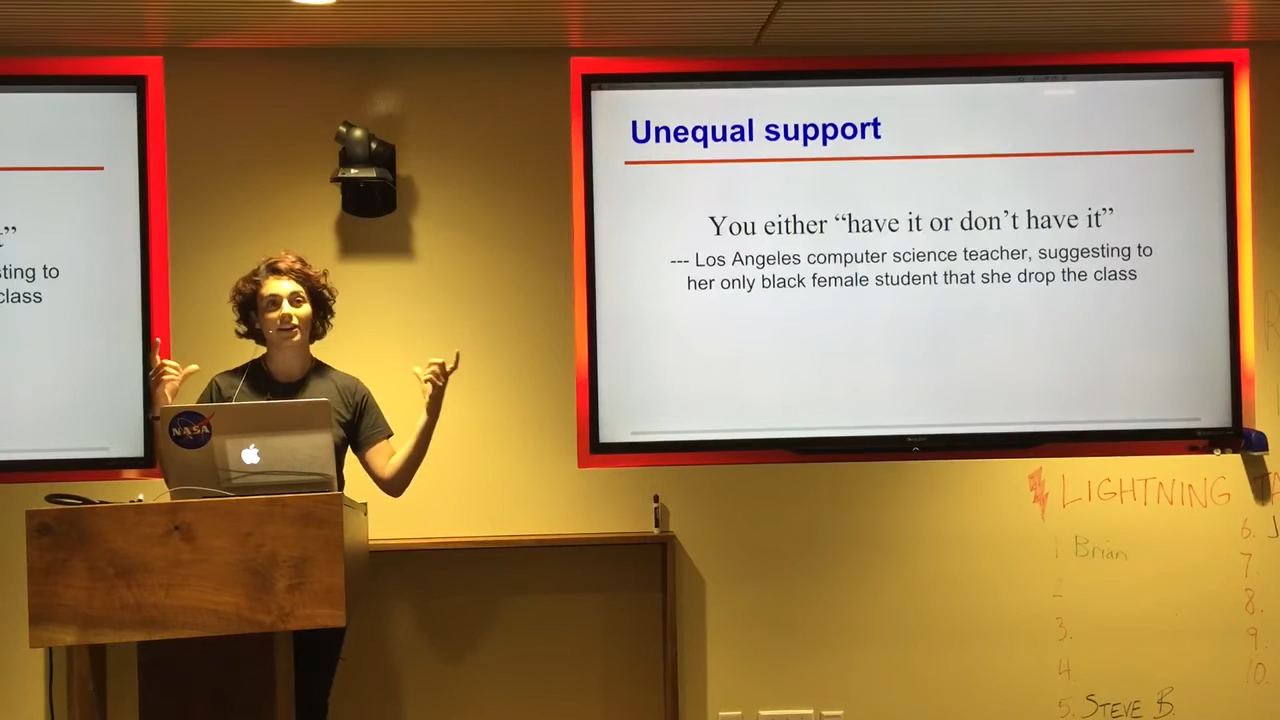 t”
ting to
class
Unequal support
You either “have it or don’t have it”
--- Los Angeles computer science teacher, suggesting to
her only black female student that she drop the class
NASA
LIGHTNING TA
1 Brian
2
3.
4
5. STEVE B.
6. J
7.
8.
9.
10.